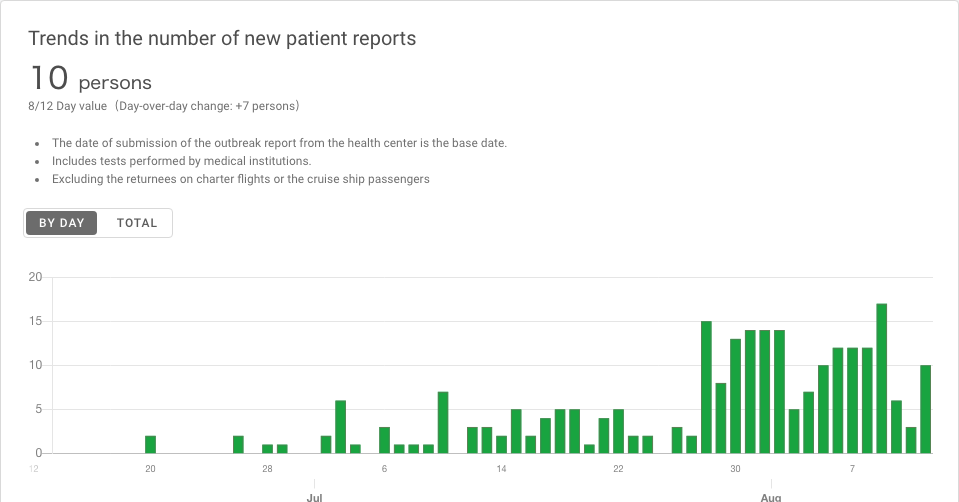 Trends in the number of new patient reports
10 persons
8/12 Day value（Day-over-day change: +7 persons）
The date of submission of the outbreak report from the health center is the base date.
Includes tests performed by medical institutions.
Excluding the returnees on charter flights or the cruise ship passengers
BY DAY TOTAL
20
15
10
5
0
12 20 28 6 14 22 30 7
Jul Aug